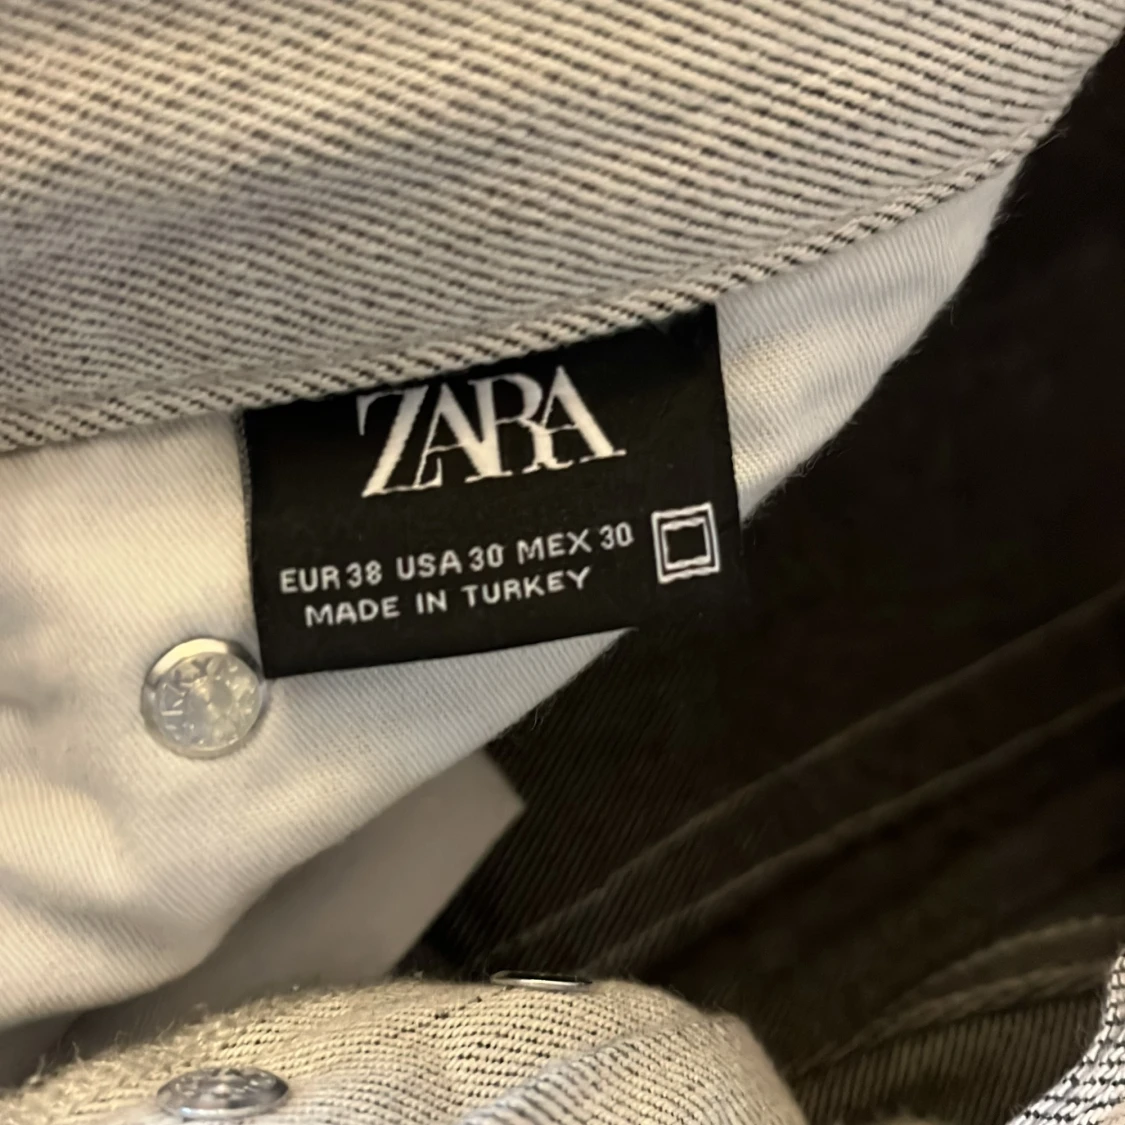 ZARA
EUR 38 USA 30 MEX 30
MADE IN TURKEY